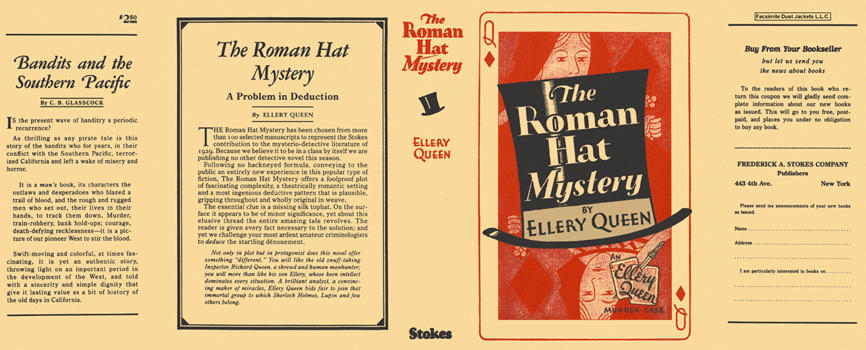 $2.50
Bandits and the
Southern Pacific
By C. B. GLASSCOCK
IS the present wave of banditry a periodic
recurrence?
As thrilling as any pirate tale is this
story of the bandits who for years, in their
conflict with the Southern Pacific, terror-
ized California and left a wake of misery and
horror.
It is a man's book, its characters the
outlaws and desperadoes who blazed a
trail of blood, and the rough and rugged
men who set out, their lives in their
hands, to track them down. Murder,
train-robbery, bank hold-ups; courage,
death-defying recklessness—it is a pic-
ture of our pioneer West to stir the blood.
Swift-moving and colorful, at times fas-
cinating, it is yet an authentic story,
throwing light on an important period in
the development of the West, and told
with a sincerity and simple dignity that
give it lasting value as a bit of history of
the old days in California.
The Roman Hat
Mystery
A Problem in Deduction
By ELLERY QUEEN
THE Roman Hat Mystery has been chosen from more
than 100 selected manuscripts to represent the Stokes
contribution to the mysterio-detective literature of
1929. Because we believe it to be in a class by itself we are
publishing no other detective novel this season.
Following no hackneyed formula, conveying to the
public an entirely new experience in this popular type of
fiction, The Roman Hat Mystery offers a foolproof plot
of fascinating complexity, a theatrically romantic setting
and a most ingenious deductive pattern that is plausible,
gripping throughout and wholly original in weave.
The essential clue is a missing silk tophat. On the sur-
face it appears to be of minor significance, yet about this
elusive thread the entire amazing tale revolves. The
reader is given every fact necessary to the solution; and
yet we challenge your most ardent amateur criminologists
to deduce the startling dénouement.
Not only in plot but in protagonist does this novel offer
something "different." You will like the old snuff-taking
Inspector Richard Queen, a shrewd and human manhunter;
you will more than like his son Ellery, whose keen intellect
dominates every situation. A brilliant analyst, a convinc-
ing maker of miracles, Ellery Queen bids fair to join that
immortal group to which Sherlock Holmes, Lupin and few
others belong.
The
Roman
Hat
Mystery
ELLERY
QUEEN
Stokes
Q
The
Roman
Hat
Mystery
BY
ELLERY QUEEN
AN
Ellery
Queen
MURDER CASE
Q
Facsimile Dust Jackets L.L.C.
Buy From Your Bookseller
but let us send you
the news about books
To the readers of this book who re-
turn this coupon we will gladly send com-
plete information about our new books
as issued. This will go to you free, post-
paid, and places you under no obligation
to buy any book.
FREDERICK A. STOKES COMPANY
Publishers
443 4th Ave. New York
Please send me announcements of your new books
as issued.
Name
Address
I am particularly interested in books on